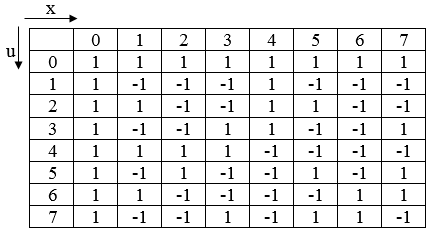 x
u
0 1 2 3 4 5 6 7
0 1 1 1 1 1 1 1 1
1 1 -1 -1 -1 1 -1 -1 -1
2 1 1 -1 -1 1 1 -1 -1
3 1 -1 -1 1 1 -1 -1 1
4 1 1 1 1 -1 -1 -1 -1
5 1 -1 1 -1 -1 1 -1 1
6 1 1 -1 -1 -1 -1 1 1
7 1 -1 -1 1 -1 1 1 -1